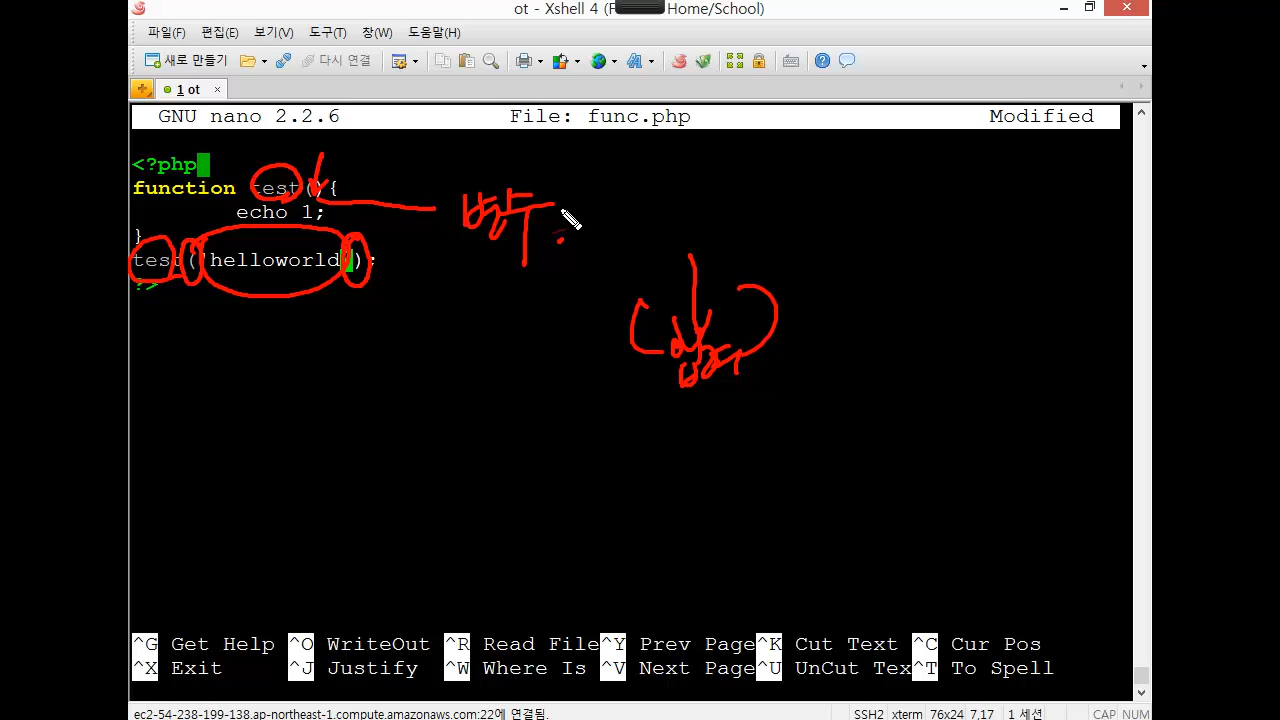 ot - Xshell 4 (F Home/School)
파일(F) 편집(E) 보기(V) 도구(T) 창(W) 도움말(H)
새로 만들기 다시 연결
1 ot ×
GNU nano 2.2.6 File: func.php Modified
<?php
function test(){
echo 1;
}
test('helloworld');
?>
변수
^G Get Help ^O WriteOut ^R Read File ^Y Prev Page ^K Cut Text ^C Cur Pos
^X Exit ^J Justify ^W Where Is ^V Next Page ^U UnCut Tex ^T To Spell
ec2-54-238-199-138.ap-northeast-1.compute.amazonaws.com:22에 연결됨. SSH2 xterm 76x24 7,17 1 세션 CAP NUM